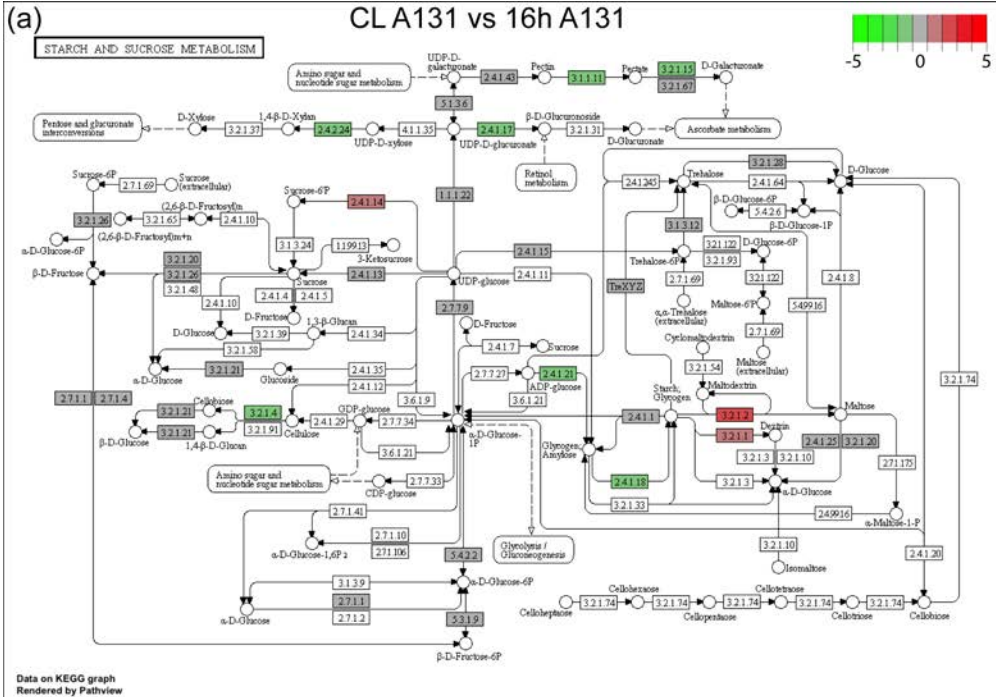 (a)
CL A131 vs 16h A131
-5
0
5
STARCH AND SUCROSE METABOLISM
Amino sugar and
nucleotide sugar metabolism
UDP-D-
galacturonate
2.4.1.43
Pectin
3.1.1.11
Pectate
3.2.1.15
3.2.1.67
D-Galacturonate
5.1.3.6
Pentose and glucuronate
interconversions
D-Xylose
3.2.1.37
1,4-β-D-Xylan
2.4.2.24
UDP-D-xylose
4.1.1.35
UDP-D-glucuronate
2.4.1.17
β-D-Glucuronoside
3.2.1.31
D-Glucuronate
Ascorbate metabolism
Retinol
metabolism
1.1.1.22
Sucrose-6P
2.7.1.69
Sucrose
(extracellular)
Sucrose-6'P
2.4.1.14
3.2.1.26
(2,6-β-D-Fructosyl)n
3.2.1.65
2.4.1.10
(2,6-β-D-Fructosyl)m+n
α-D-Glucose-6P
3.1.3.24
1.1.99.13
3-Ketosucrose
β-D-Fructose
3.2.1.20
3.2.1.26
3.2.1.48
Sucrose
2.4.1.13
UDP-glucose
2.4.1.11
2.4.1.15
2.4.1.10
2.4.1.4
2.4.1.5
D-Fructose
2.7.7.9
D-Glucose
3.2.1.39
1,3-β-Glucan
2.4.1.34
3.2.1.58
α-D-Glucose
3.2.1.21
Glucoside
2.4.1.35
2.4.1.12
D-Fructose
2.4.1.7
Sucrose
2.7.7.27
ADP-glucose
2.4.1.21
3.6.1.9
3.6.1.21
2.7.1.1
2.7.1.4
3.2.1.21
Cellobiose
3.2.1.4
3.2.1.91
Cellulose
2.4.1.29
GDP-glucose
2.7.7.34
β-D-Glucose
3.2.1.21
1,4-β-D-Glucan
3.6.1.21
α-D-Glucose-
1P
Amino sugar and
nucleotide sugar metabolism
CDP-glucose
2.7.7.33
2.7.1.41
α-D-Glucose-1,6P2
2.7.1.10
2.7.1.106
Glycolysis /
Gluconeogenesis
5.4.2.2
3.1.3.9
α-D-Glucose-6P
2.7.1.1
2.7.1.2
α-D-Glucose
5.3.1.9
β-D-Fructose-6P
Trehalose
2.4.1.245
3.2.1.28
2.4.1.64
D-Glucose
β-D-Glucose-6P
5.4.2.6
β-D-Glucose-1P
3.1.3.12
Trehalose-6P
3.2.1.122
3.2.1.93
D-Glucose-6P
TreXYZ
2.7.1.69
α,α-Trehalose
(extracellular)
3.2.1.122
Maltose-6'P
2.7.1.69
Maltose
(extracellular)
5.4.99.16
2.4.1.8
Cyclomaltodextrin
3.2.1.54
Maltodextrin
Starch;
Glycogen
2.4.1.1
3.2.1.2
Maltose
3.2.1.1
Dextrin
2.4.1.25
3.2.1.20
3.2.1.3
3.2.1.10
Glycogen;
Amylose
2.4.1.18
3.2.1.3
3.2.1.33
α-D-Glucose
2.7.1.175
2.4.99.16
α-Maltose-1-P
3.2.1.10
Isomaltose
2.4.1.20
3.2.1.74
Celloheptaose
3.2.1.74
Cellohexaose
3.2.1.74
Cellopentaose
3.2.1.74
Cellotetraose
3.2.1.74
Cellotriose
3.2.1.74
Cellobiose
Data on KEGG graph
Rendered by Pathview